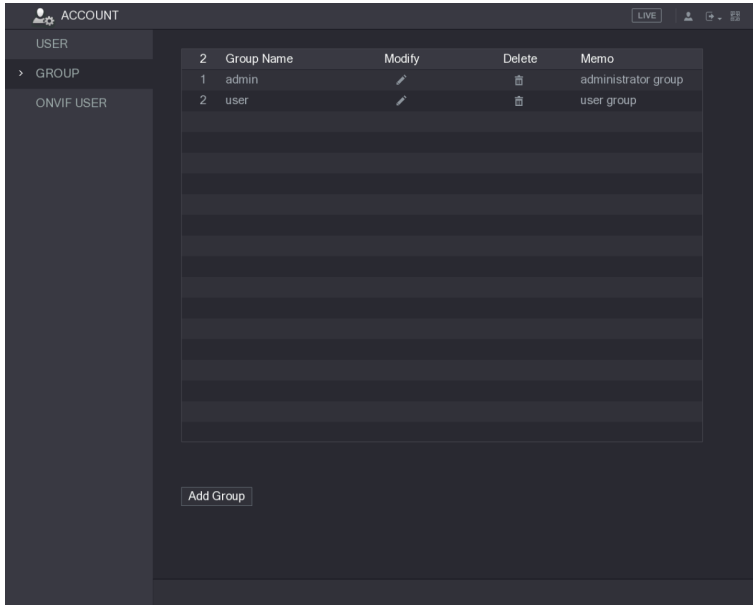 ACCOUNT
LIVE
USER
GROUP
ONVIF USER
2 Group Name Modify Delete Memo
1 admin administrator group
2 user user group
Add Group